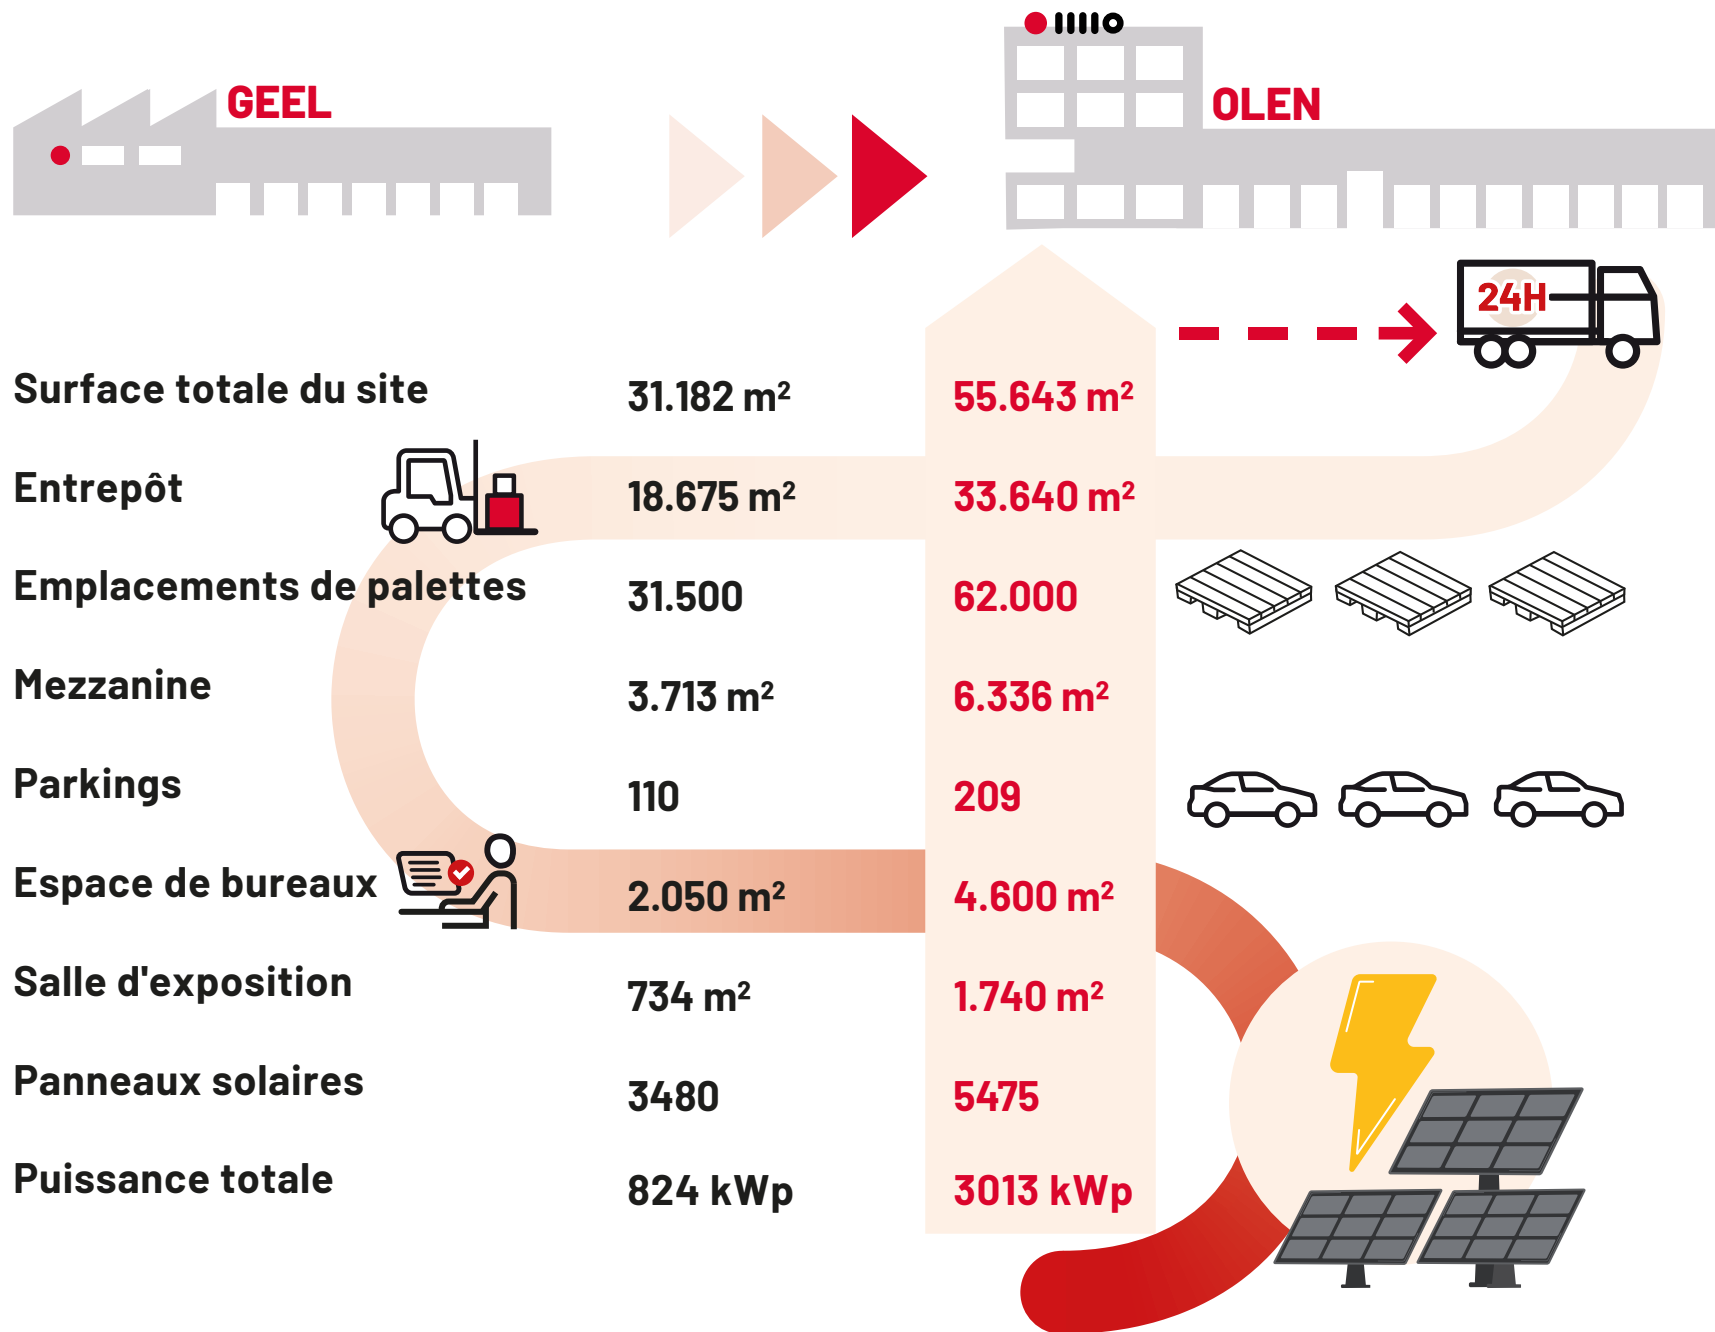 GEEL
OLEN
24H
Surface totale du site 31.182 m² 55.643 m²
Entrepôt 18.675 m² 33.640 m²
Emplacements de palettes 31.500 62.000
Mezzanine 3.713 m² 6.336 m²
Parkings 110 209
Espace de bureaux 2.050 m² 4.600 m²
Salle d'exposition 734 m² 1.740 m²
Panneaux solaires 3480 5475
Puissance totale 824 kWp 3013 kWp